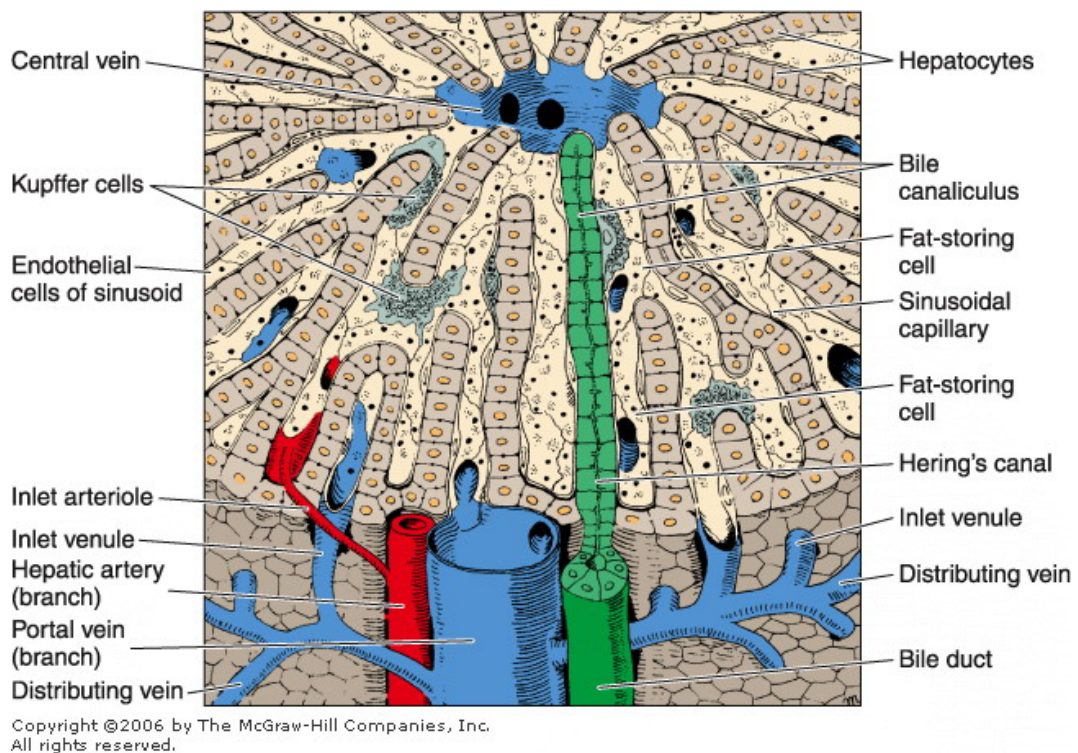 Central vein
Kupffer cells
Endothelial
cells of sinusoid
Inlet arteriole
Inlet venule
Hepatic artery
(branch)
Portal vein
(branch)
Distributing vein
Hepatocytes
Bile
canaliculus
Fat-storing
cell
Sinusoidal
capillary
Fat-storing
cell
Hering's canal
Inlet venule
Distributing vein
Bile duct
Copyright ©2006 by The McGraw-Hill Companies, Inc.
All rights reserved.